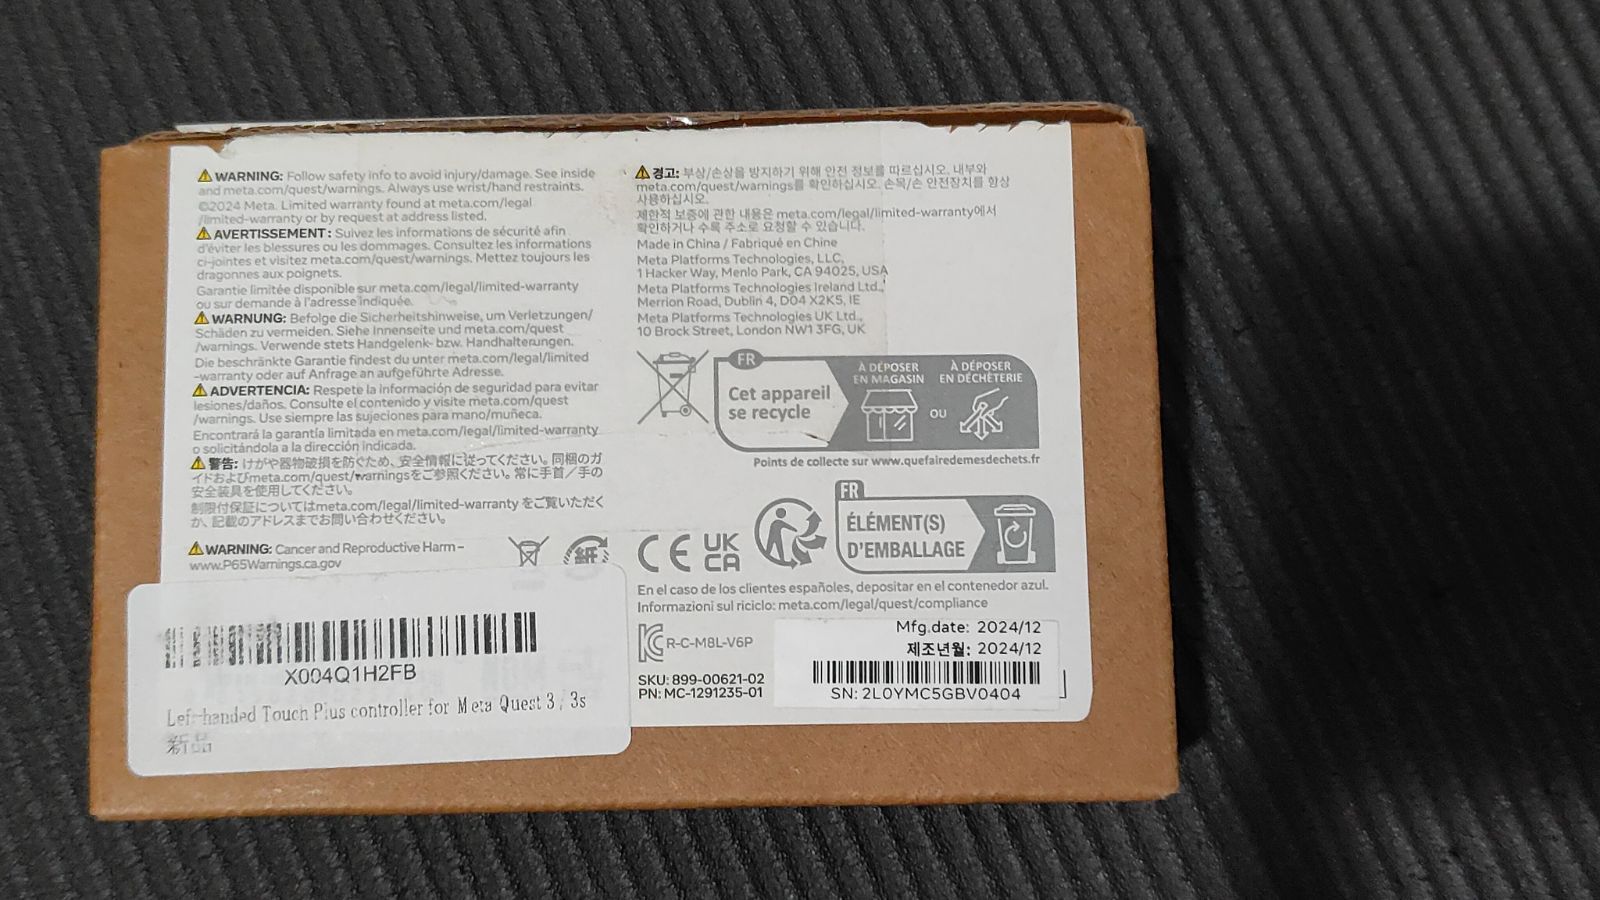 WARNING: Follow safety info to avoid injury/damage. See inside
and meta.com/quest/warnings. Always use wrist/hand restraints.
©2024 Meta. Limited warranty found at meta.com/legal
/limited-warranty or by request at address listed.
AVERTISSEMENT: Suivez les informations de sécurité afin
d'éviter les blessures ou les dommages. Consultez les informations
ci-jointes et visitez meta.com/quest/warnings. Mettez toujours les
dragonnes aux poignets.
Garantie limitée disponible sur meta.com/legal/limited-warranty
ou sur demande à l'adresse indiquée.
WARNUNG: Befolge die Sicherheitshinweise, um Verletzungen/
Schäden zu vermeiden. Siehe Innenseite und meta.com/quest
/warnings. Verwende stets Handgelenk- bzw. Handhalterungen.
Die beschränkte Garantie findest du unter meta.com/legal/limited
-warranty oder auf Anfrage an aufgeführte Adresse.
ADVERTENCIA: Respete la información de seguridad para evitar
lesiones/daños. Consulte el contenido y visite meta.com/quest
/warnings. Use siempre las sujeciones para mano/muñeca.
Encontrará la garantía limitada en meta.com/legal/limited-warranty
o solicitándola a la dirección indicada.
警告: けがや器物破損を防ぐため、安全情報に従ってください。同梱のガ
イドおよびmeta.com/quest/warningsをご参照ください。常に手首／手の
安全装具を使用してください。
制限付保証についてはmeta.com/legal/limited-warranty をご覧いただく
か、記載のアドレスまでお問い合わせください。
WARNING: Cancer and Reproductive Harm –
www.P65Warnings.ca.gov
紙
X004Q1H2FB
Left-handed Touch Plus controller for Meta Quest 3 / 3s
新品
경고: 부상/손상을 방지하기 위해 안전 정보를 따르십시오. 내부와
meta.com/quest/warnings를 확인하십시오. 손목/손 안전장치를 항상
사용하십시오.
제한적 보증에 관한 내용은 meta.com/legal/limited-warranty에서
확인하거나 수록 주소로 요청할 수 있습니다.
Made in China / Fabriqué en Chine
Meta Platforms Technologies, LLC,
1 Hacker Way, Menlo Park, CA 94025, USA
Meta Platforms Technologies Ireland Ltd.,
Merrion Road, Dublin 4, D04 X2K5, IE
Meta Platforms Technologies UK Ltd.,
10 Brock Street, London NW1 3FG, UK
FR
Cet appareil
se recycle
À DÉPOSER
EN MAGASIN
OU
À DÉPOSER
EN DÉCHÈTERIE
Points de collecte sur www.quefairedemesdechets.fr
CE
UK
CA
FR
ÉLÉMENT(S)
D'EMBALLAGE
En el caso de los clientes españoles, depositar en el contenedor azul.
Informazioni sul riciclo: meta.com/legal/quest/compliance
R-C-M8L-V6P
SKU: 899-00621-02
PN: MC-1291235-01
Mfg.date: 2024/12
제조년월: 2024/12
SN: 2L0YMC5GBV0404